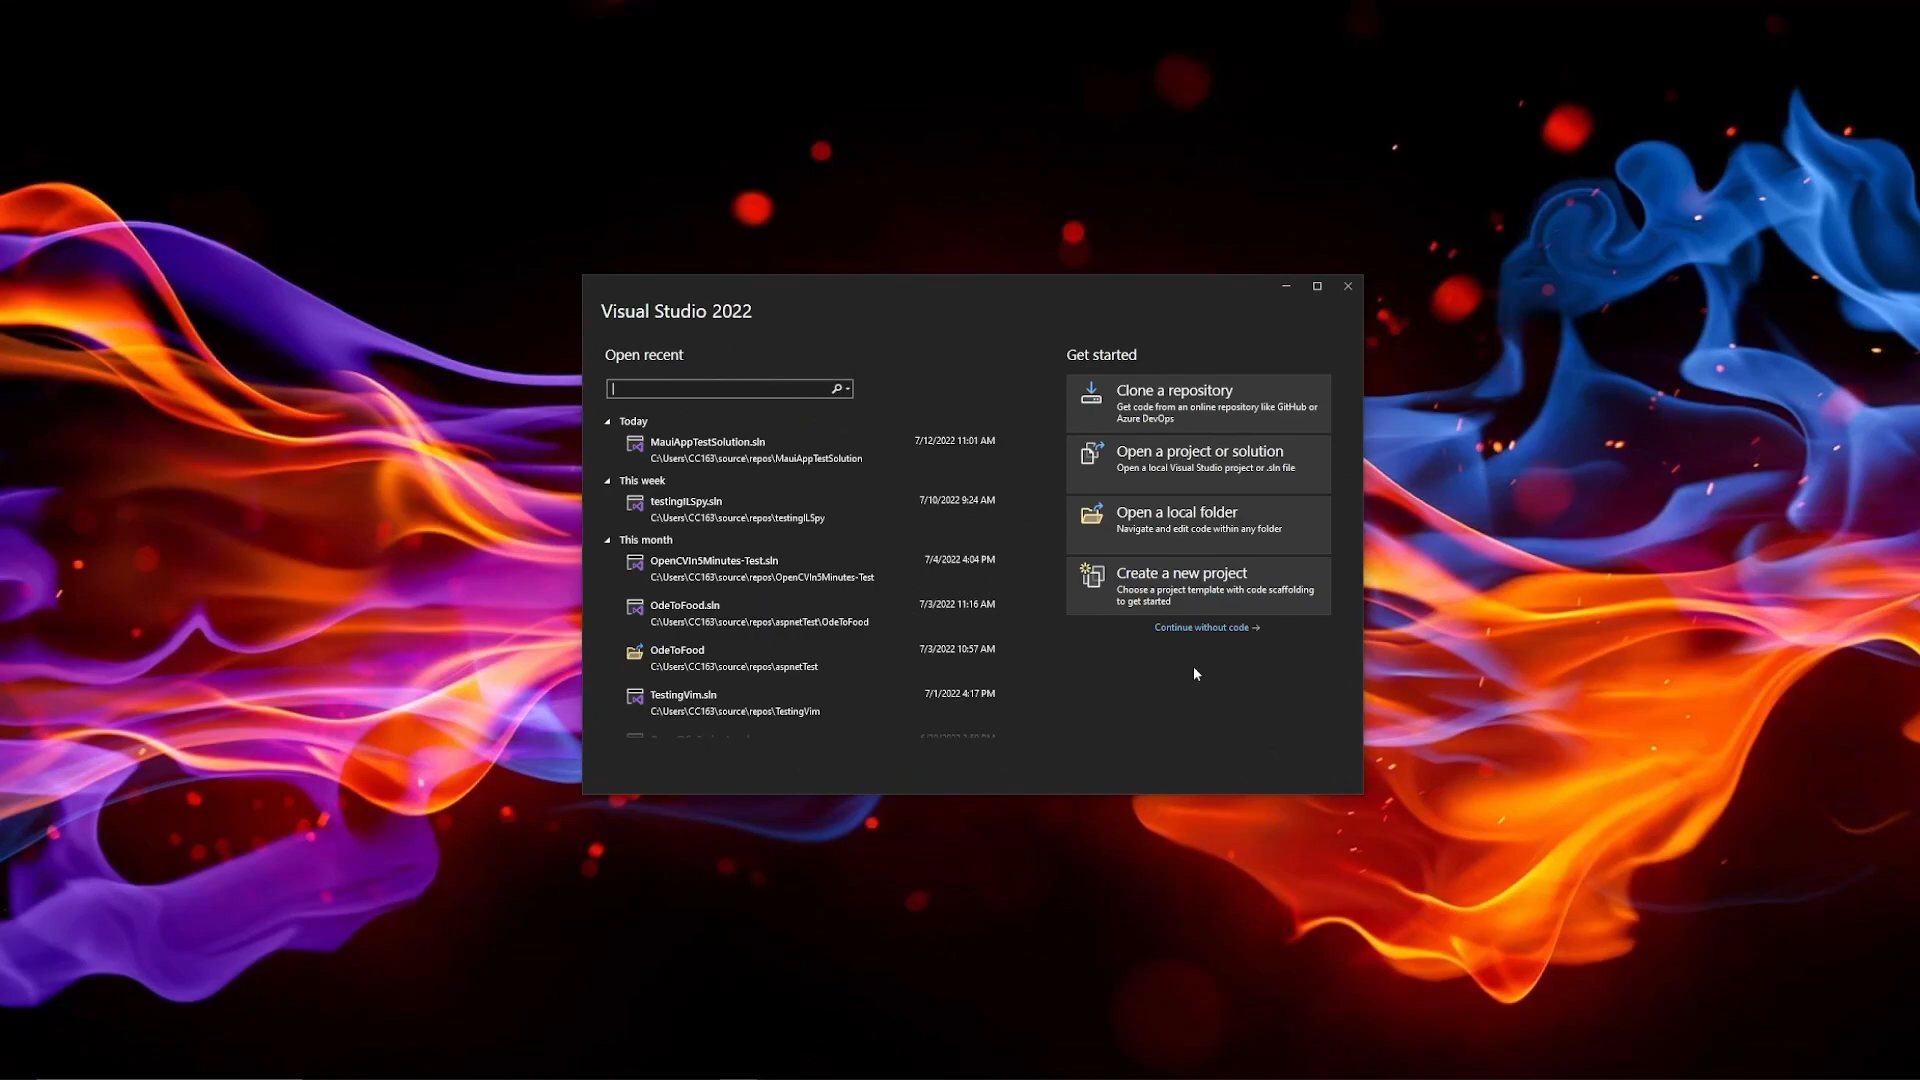 Visual Studio 2022
Open recent
Today
MauiAppTestSolution.sln 7/12/2022 11:01 AM
C:\Users\CC163\source\repos\MauiAppTestSolution
This week
testingILSpy.sln 7/10/2022 9:24 AM
C:\Users\CC163\source\repos\testingILSpy
This month
OpenCVIn5Minutes-Test.sln 7/4/2022 4:04 PM
C:\Users\CC163\source\repos\OpenCVIn5Minutes-Test
OdeToFood.sln 7/3/2022 11:16 AM
C:\Users\CC163\source\repos\aspnetTest\OdeToFood
OdeToFood 7/3/2022 10:57 AM
C:\Users\CC163\source\repos\aspnetTest
TestingVim.sln 7/1/2022 4:17 PM
C:\Users\CC163\source\repos\TestingVim
Get started
Clone a repository
Get code from an online repository like GitHub or
Azure DevOps
Open a project or solution
Open a local Visual Studio project or .sln file
Open a local folder
Navigate and edit code within any folder
Create a new project
Choose a project template with code scaffolding
to get started
Continue without code →